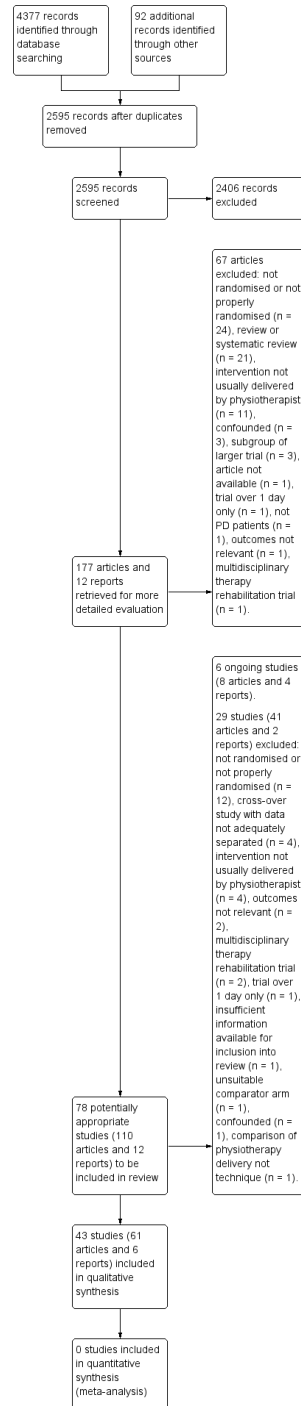 4377 records
identified through
database
searching
92 additional
records identified
through other
sources
2595 records after duplicates
removed
2595 records
screened
2406 records
excluded
67 articles
excluded: not
randomised or not
properly
randomised (n =
24), review or
systematic review
(n = 21),
intervention not
usually delivered
by physiotherapist
(n = 11),
confounded (n =
3), subgroup of
larger trial (n = 3),
article not
available (n = 1),
trial over 1 day
only (n = 1), not
PD patients (n =
1), outcomes not
relevant (n = 1),
multidisciplinary
therapy
rehabilitation trial
(n = 1).
177 articles and
12 reports
retrieved for more
detailed evaluation
6 ongoing studies
(8 articles and 4
reports).
29 studies (41
articles and 2
reports) excluded:
not randomised or
not properly
randomised (n =
12), cross-over
study with data
not adequately
separated (n = 4),
intervention not
usually delivered
by physiotherapist
(n = 4), outcomes
not relevant (n =
2),
multidisciplinary
therapy
rehabilitation trial
(n = 2), trial over
1 day only (n = 1),
insufficient
information
available for
inclusion into
review (n = 1),
unsuitable
comparator arm
(n = 1),
confounded (n =
1), comparison of
physiotherapy
delivery not
technique (n = 1).
78 potentially
appropriate
studies (110
articles and 12
reports) to be
included in review
43 studies (61
articles and 6
reports) included
in qualitative
synthesis
0 studies included
in quantitative
synthesis
(meta-analysis)